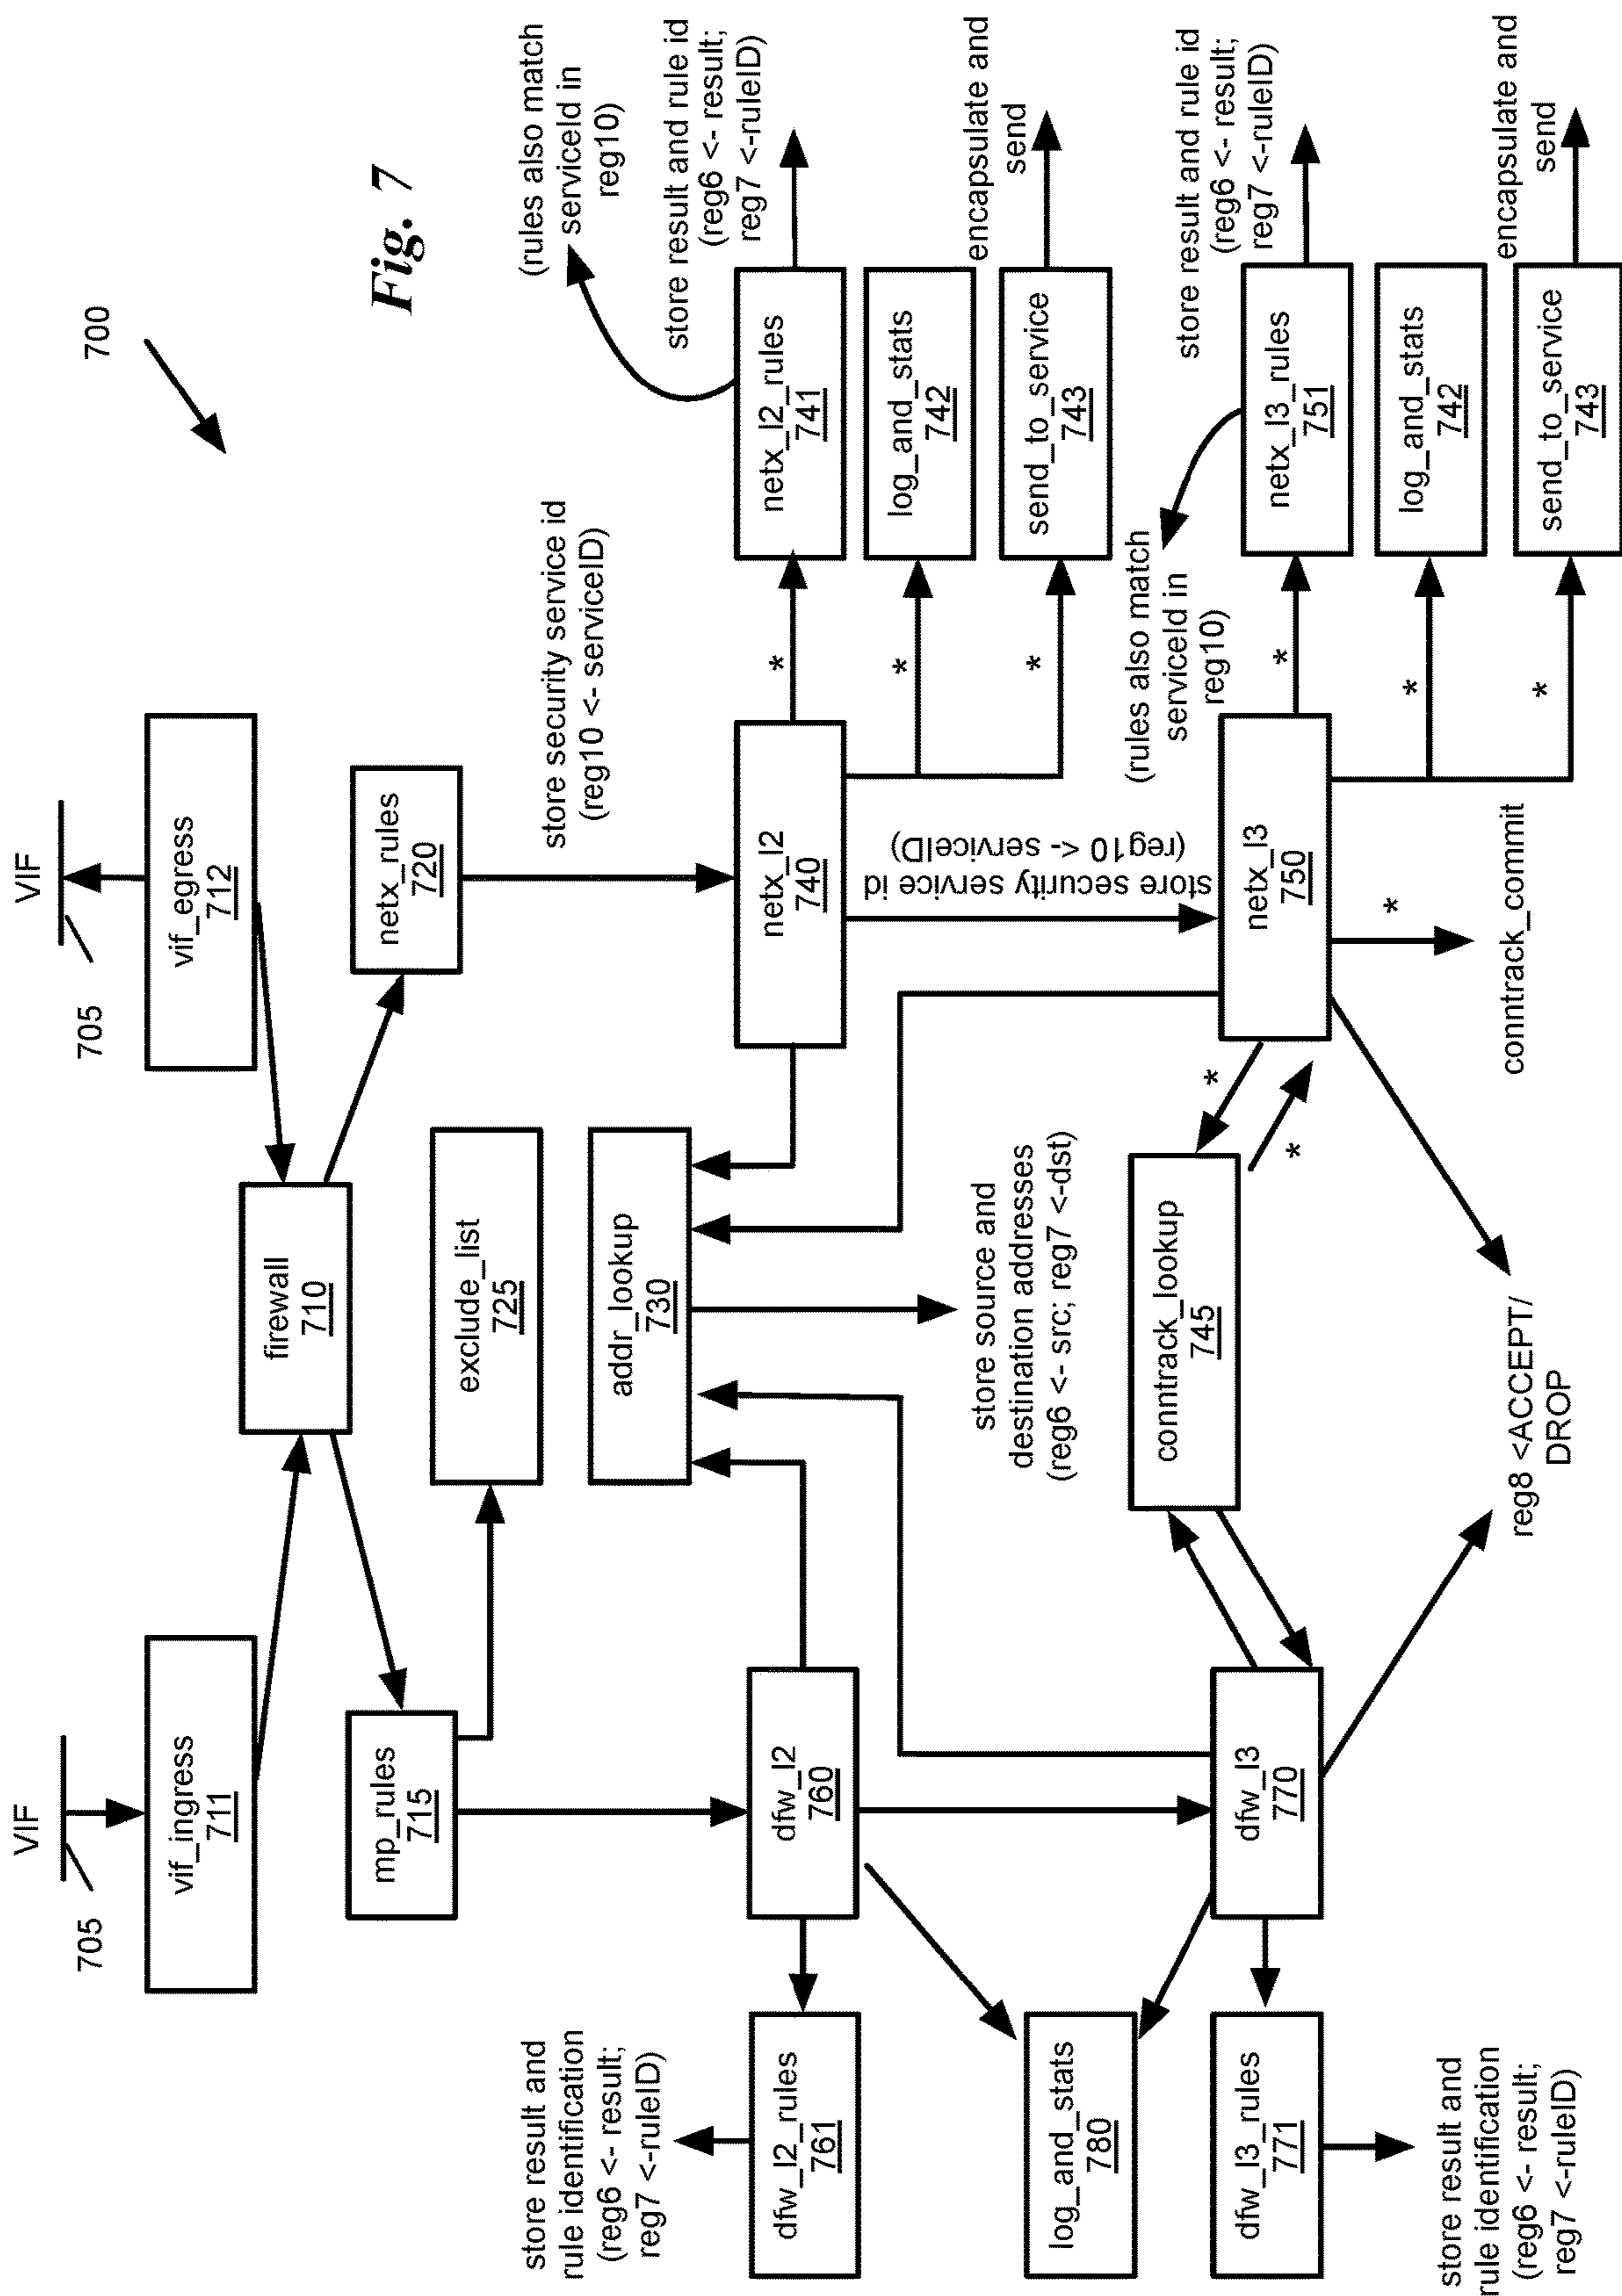 700
Fig. 7
VIF
705
vif_ingress
711
VIF
705
vif_egress
712
firewall
710
mp_rules
715
netx_rules
720
exclude_list
725
store security service id
(reg10 <- serviceID)
(rules also match
serviceId in
reg10)
store result and rule id
(reg6 <- result;
reg7 <-ruleID)
store result and
rule identification
(reg6 <- result;
reg7 <-ruleID)
addr_lookup
730
dfw_l2_rules
761
dfw_l2
760
netx_l2
740
*
netx_l2_rules
741
*
log_and_stats
742
*
send_to_service
743
encapsulate and
send
store source and
destination addresses
(reg6 <- src; reg7 <-dst)
store security service id
(reg10 <- serviceID)
(rules also match
serviceId in
reg10)
store result and rule id
(reg6 <- result;
reg7 <-ruleID)
log_and_stats
780
conntrack_lookup
745
*
*
dfw_l3_rules
771
dfw_l3
770
netx_l3
750
*
netx_l3_rules
751
*
log_and_stats
742
*
send_to_service
743
encapsulate and
send
*
conntrack_commit
reg8 <ACCEPT/
DROP
store result and
rule identification
(reg6 <- result;
reg7 <-ruleID)